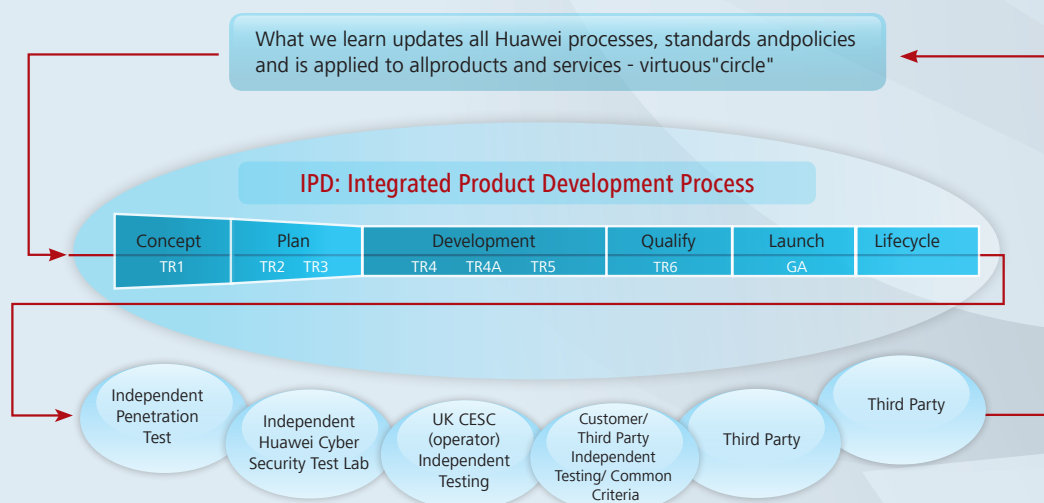 What we learn updates all Huawei processes, standards andpolicies
and is applied to allproducts and services - virtuous"circle"
IPD: Integrated Product Development Process
Concept
Plan
Development
Qualify
Launch
Lifecycle
TR1
TR2 TR3
TR4 TR4A TR5
TR6
GA
Independent
Penetration
Test
Independent
Huawei Cyber
Security Test Lab
UK CESC
(operator)
Independent
Testing
Customer/
Third Party
Independent
Testing/ Common
Criteria
Third Party
Third Party